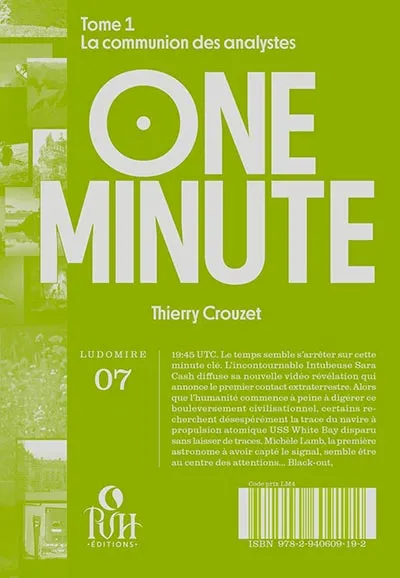 Tome 1
La communion des analystes
ONE
MINUTE
Thierry Crouzet
LUDOMIRE
07
19:45 UTC. Le temps semble s'arrêter sur cette
minute clé. L'incontournable Intubeuse Sara
Cash diffuse sa nouvelle vidéo révélation qui
annonce le premier contact extraterrestre. Alors
que l'humanité commence à peine à digérer ce
bouleversement civilisationnel, certains re-
cherchent désespérément la trace du navire à
propulsion atomique USS White Bay disparu
sans laisser de traces. Michèle Lamb, la première
astronome à avoir capté le signal, semble être
au centre des attentions... Black-out,
Code prix LM4
PVH
ÉDITIONS
ISBN 978-2-940609-19-2